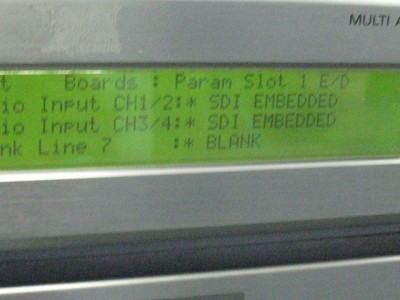 MULTI A
t Boards : Param Slot 1 E/D
io Input CH1/2:* SDI EMBEDDED
io Input CH3/4:* SDI EMBEDDED
nk Line 7 :* BLANK